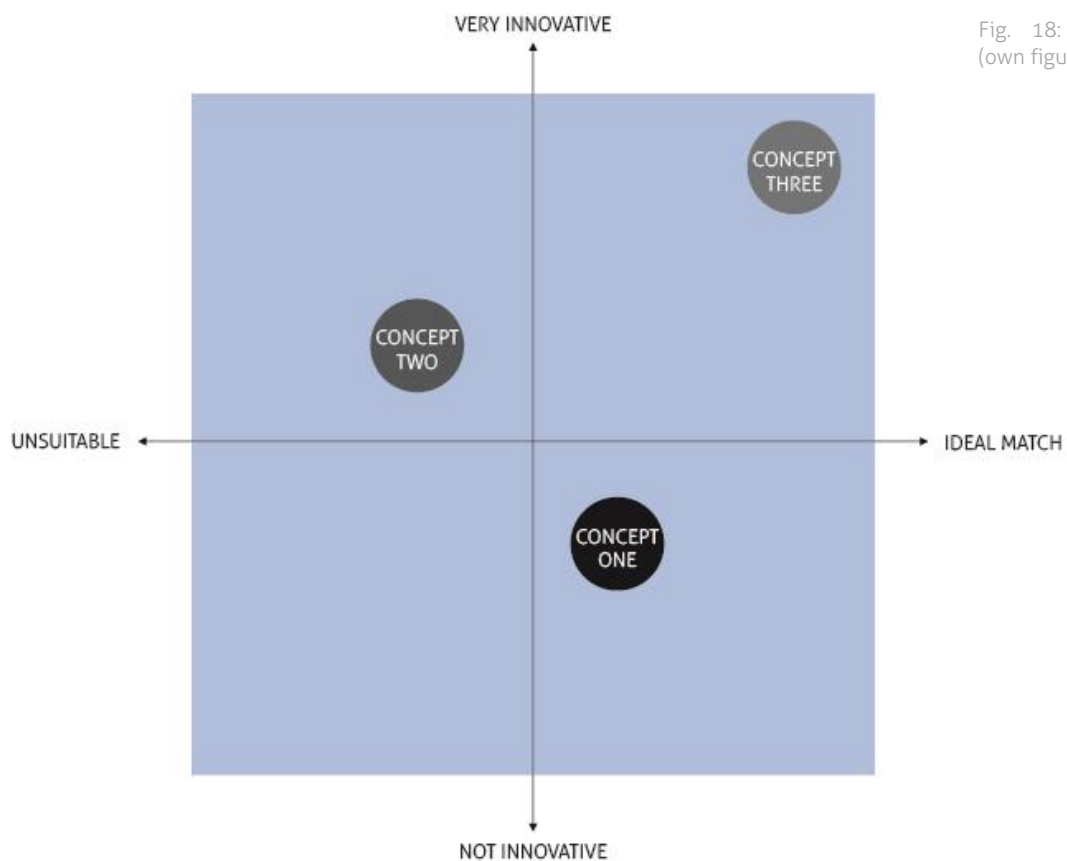 VERY INNOVATIVE
Fig. 18:
(own figu
CONCEPT
THREE
CONCEPT
TWO
UNSUITABLE
IDEAL MATCH
CONCEPT
ONE
NOT INNOVATIVE